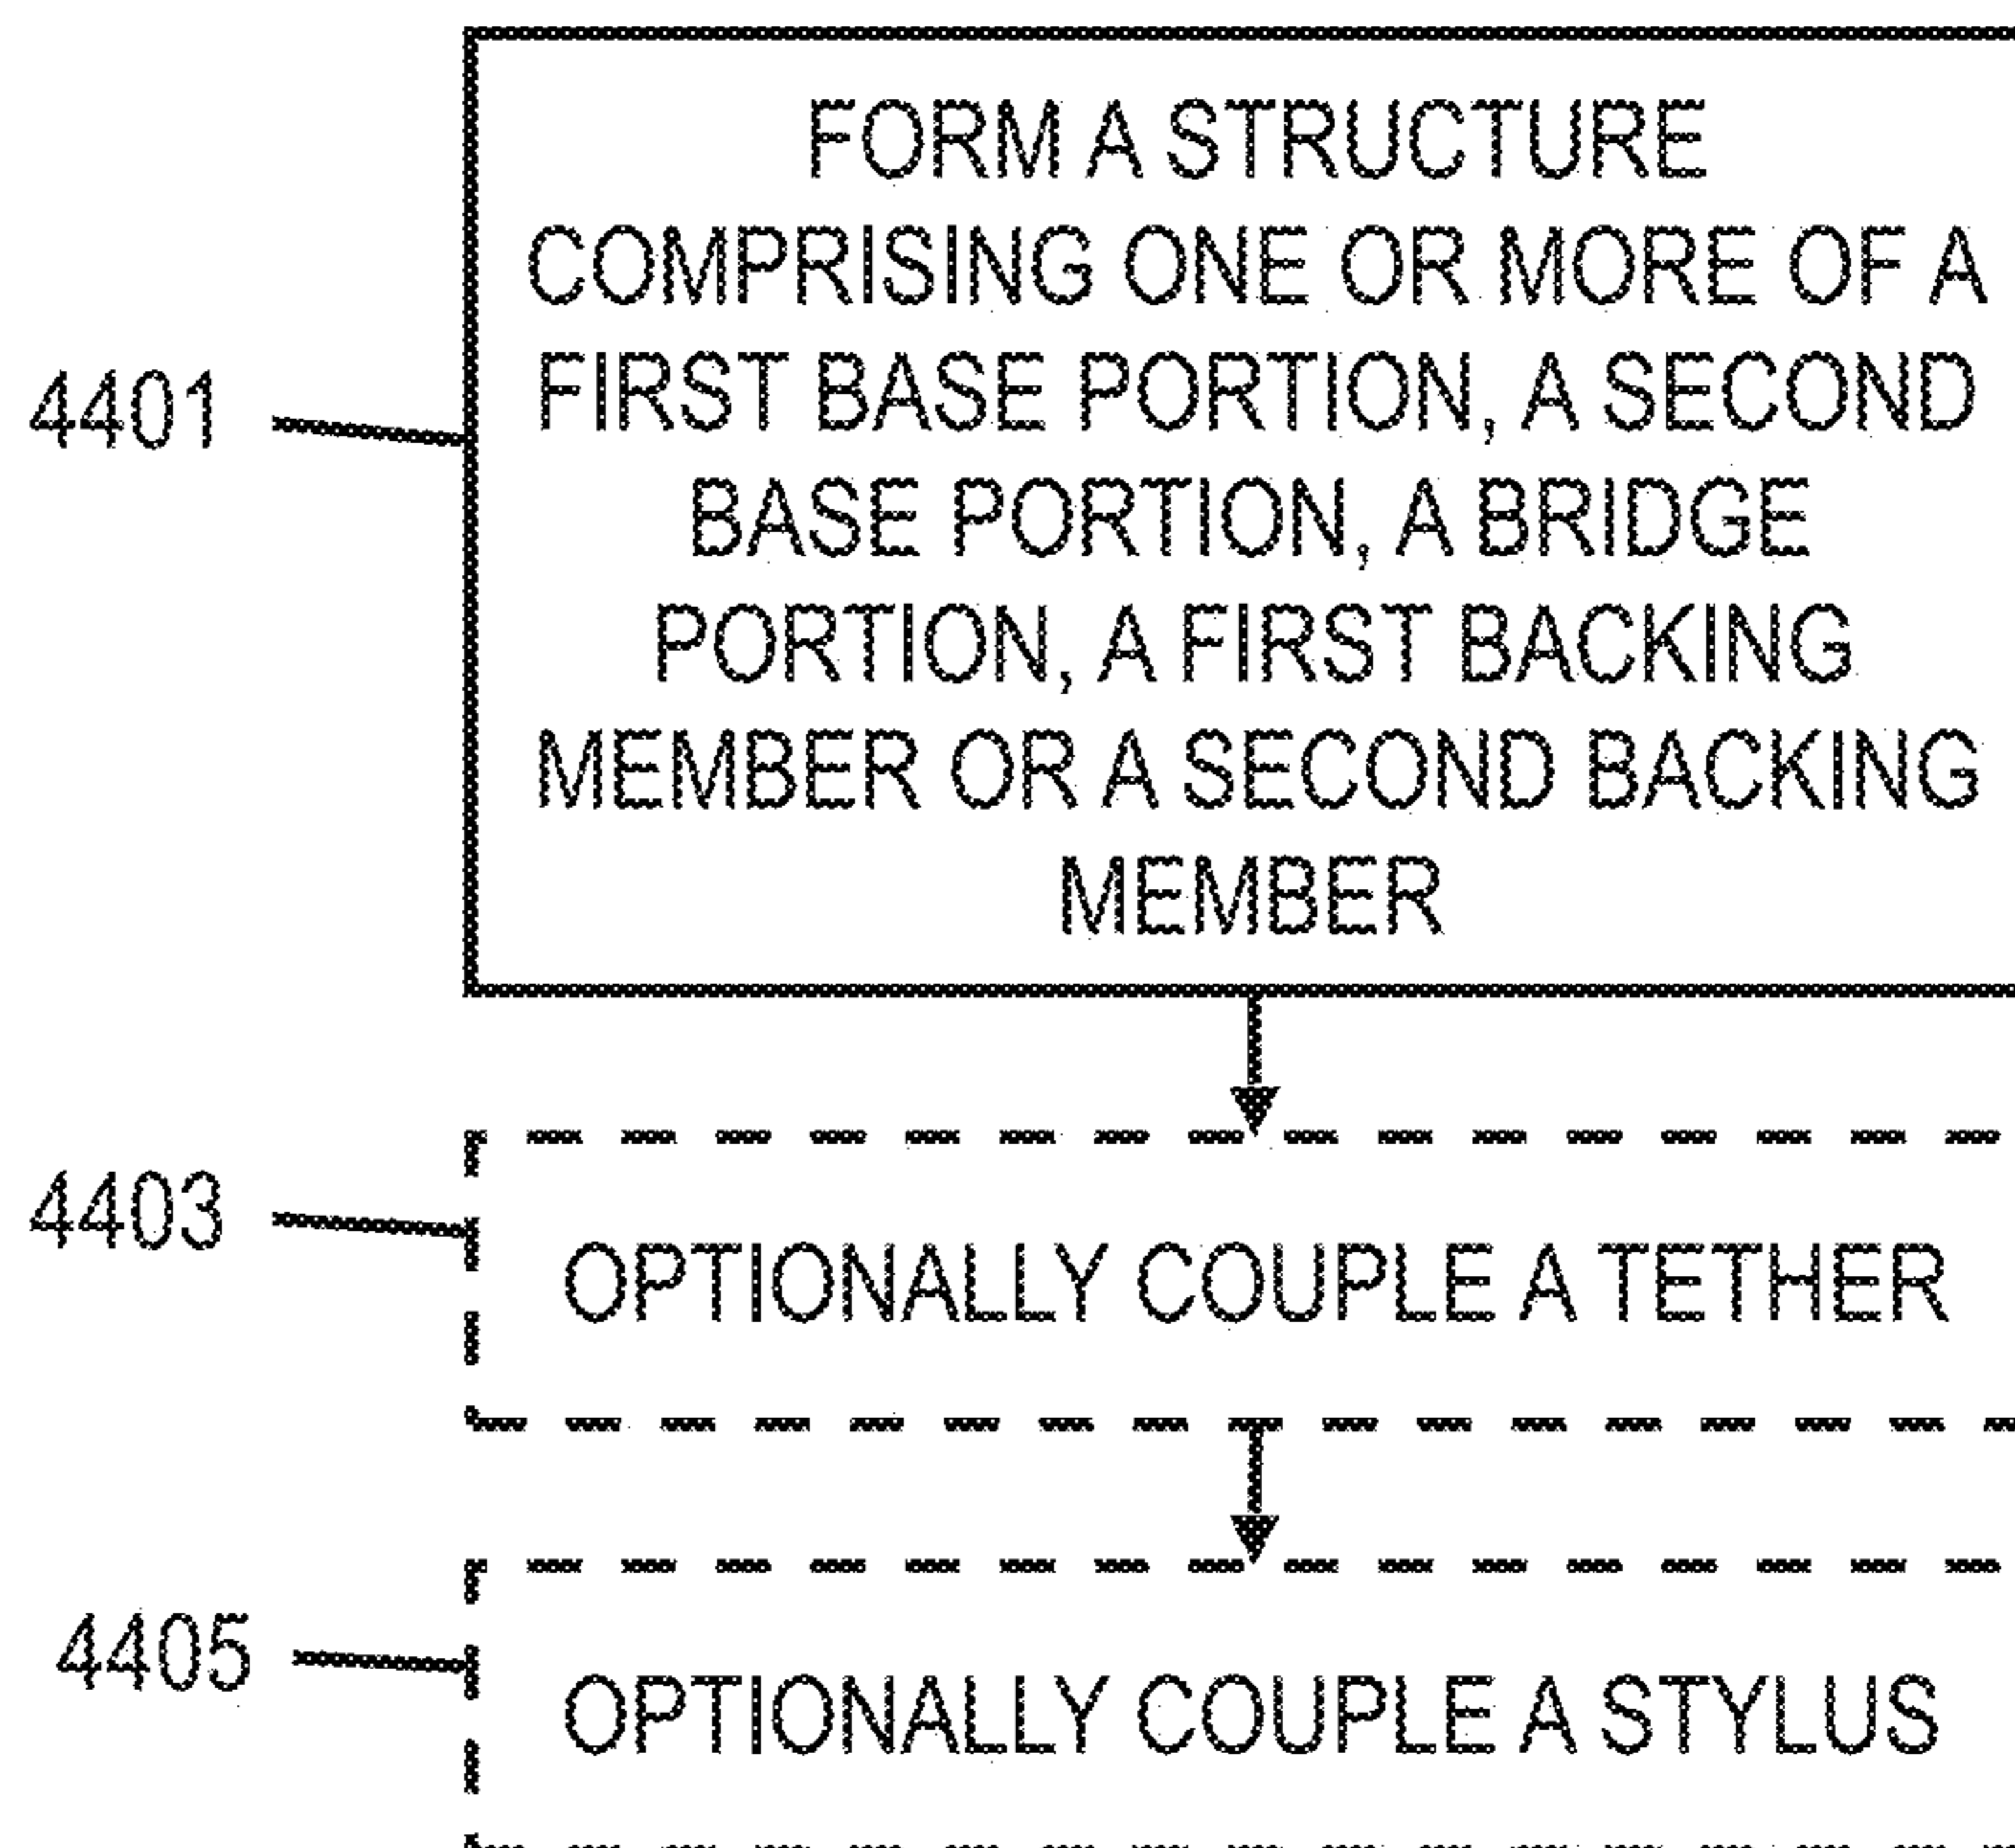 FORM A STRUCTURE
COMPRISING ONE OR MORE OF A
4401 FIRST BASE PORTION, A SECOND
BASE PORTION, A BRIDGE
PORTION, A FIRST BACKING
MEMBER OR A SECOND BACKING
MEMBER
4403
OPTIONALLY COUPLE A TETHER
4405
OPTIONALLY COUPLE A STYLUS